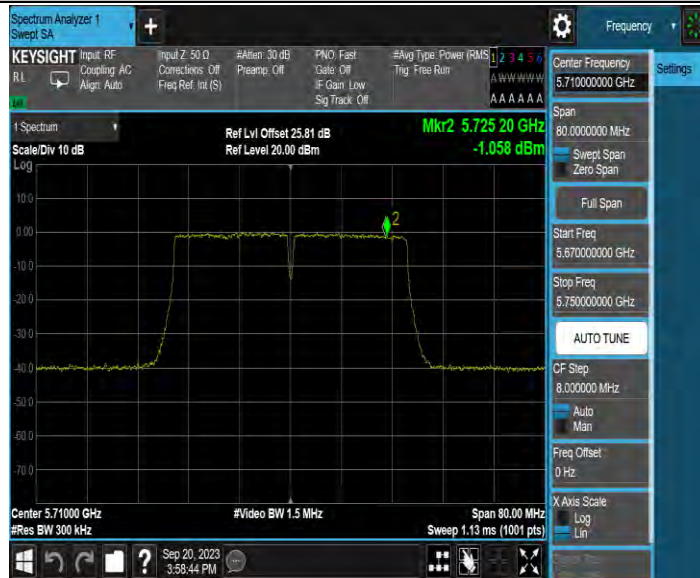 Spectrum Analyzer 1
Swept SA
Frequency
KEYSIGHT
Input: RF
Coupling: AC
Align: Auto
Input Z: 50 Ω
Corrections: Off
Freq Ref: Int (S)
#Atten: 30 dB
Preamp: Off
PNO: Fast
Gate: Off
IF Gain: Low
Sig Track: Off
#Avg Type: Power (RMS
Trig: Free Run
1 2 3 4 5 6
A W W W W W
A A A A A A
RL
1 Spectrum
Scale/Div 10 dB
Ref Lvl Offset 25.81 dB
Ref Level 20.00 dBm
Mkr2 5.725 20 GHz
-1.058 dBm
Log
10.0
0.00
-10.0
-20.0
-30.0
-40.0
-50.0
-60.0
-70.0
2
Center 5.71000 GHz
#Res BW 300 kHz
#Video BW 1.5 MHz
Span 80.00 MHz
Sweep 1.13 ms (1001 pts)
Sep 20, 2023
3:58:44 PM
Center Frequency
5.710000000 GHz
Settings
Span
80.0000000 MHz
Swept Span
Zero Span
Full Span
Start Freq
5.670000000 GHz
Stop Freq
5.750000000 GHz
AUTO TUNE
CF Step
8.000000 MHz
Auto
Man
Freq Offset
0 Hz
X Axis Scale
Log
Lin